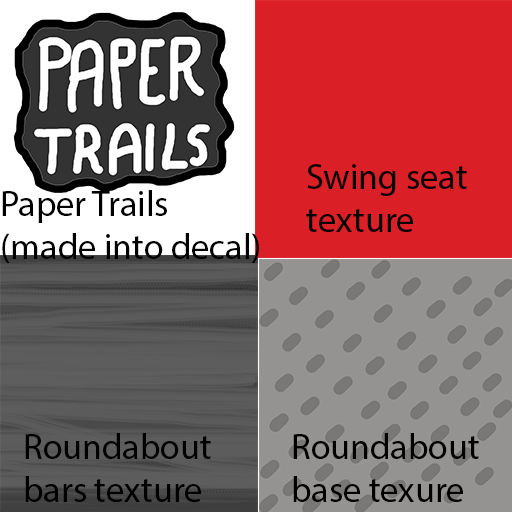 PAPER
TRAILS
Paper Trails
(made into decal)
Swing seat
texture
Roundabout
bars texture
Roundabout
base texure